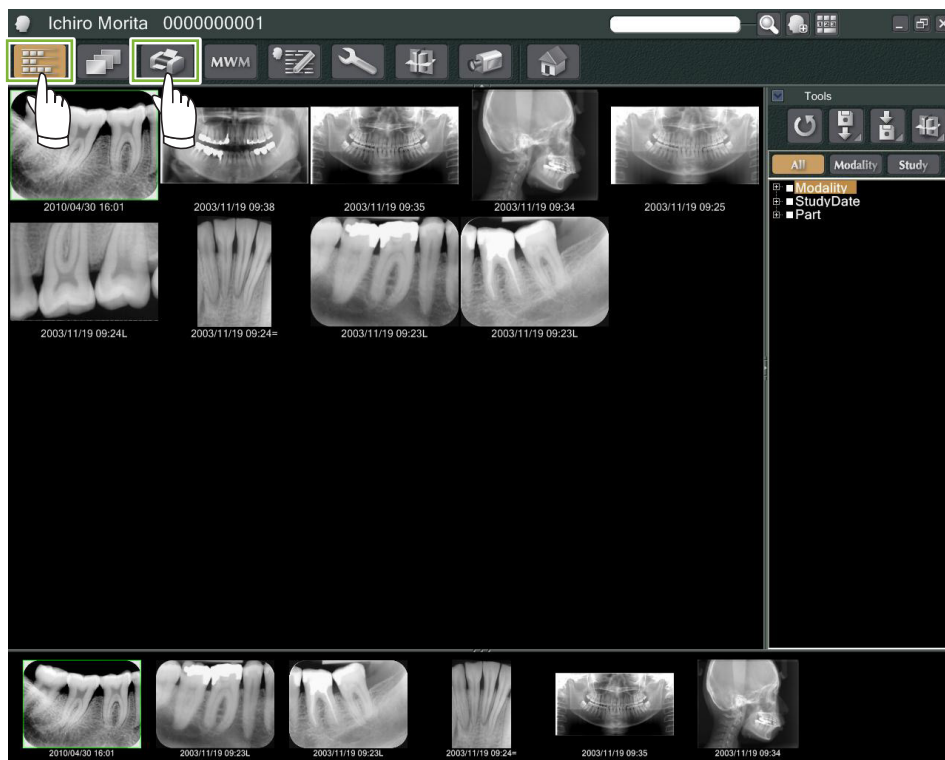 Ichiro Morita 0000000001
MWM
Tools
All Modality Study
Modality
StudyDate
Part
2010/04/30 16:01
2003/11/19 09:38
2003/11/19 09:35
2003/11/19 09:34
2003/11/19 09:25
2003/11/19 09:24L
2003/11/19 09:24=
2003/11/19 09:23L
2003/11/19 09:23L
2010/04/30 16:01
2003/11/19 09:23L
2003/11/19 09:23L
2003/11/19 09:24=
2003/11/19 09:35
2003/11/19 09:34